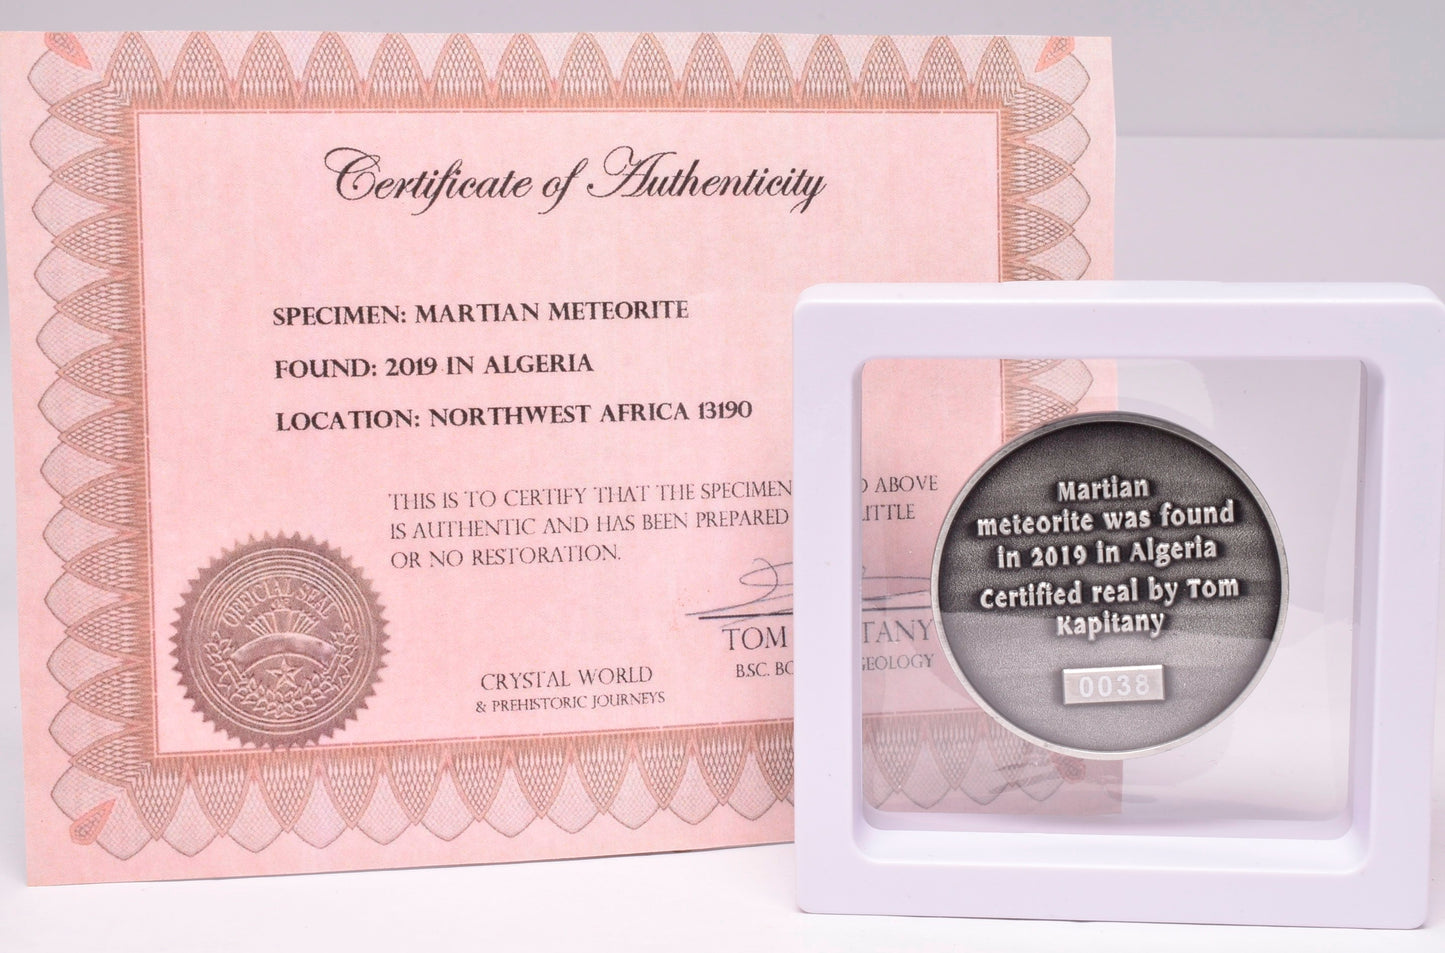 Certificate of Authenticity
SPECIMEN: MARTIAN METEORITE
FOUND: 2019 IN ALGERIA
LOCATION: NORTHWEST AFRICA 13190
THIS IS TO CERTIFY THAT THE SPECIMEN ABOVE
IS AUTHENTIC AND HAS BEEN PREPARED LITTLE
OR NO RESTORATION.
OFFICIAL SEAL
TOM TANY
B.SC. GEOLOGY
CRYSTAL WORLD
& PREHISTORIC JOURNEYS
Martian
meteorite was found
in 2019 in Algeria
Certified real by Tom
Kapitany
0038